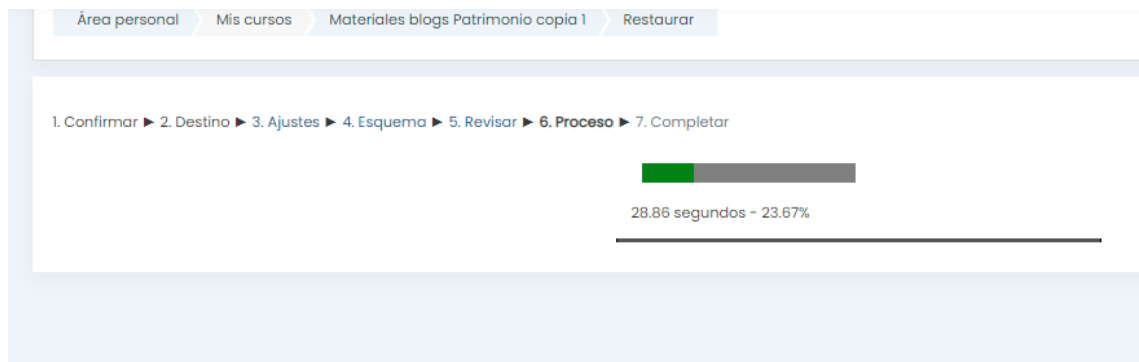 Área personal Mis cursos Materiales blogs Patrimonio copia 1 Restaurar
1. Confirmar ► 2. Destino ► 3. Ajustes ► 4. Esquema ► 5. Revisar ► 6. Proceso ► 7. Completar
28.86 segundos - 23.67%